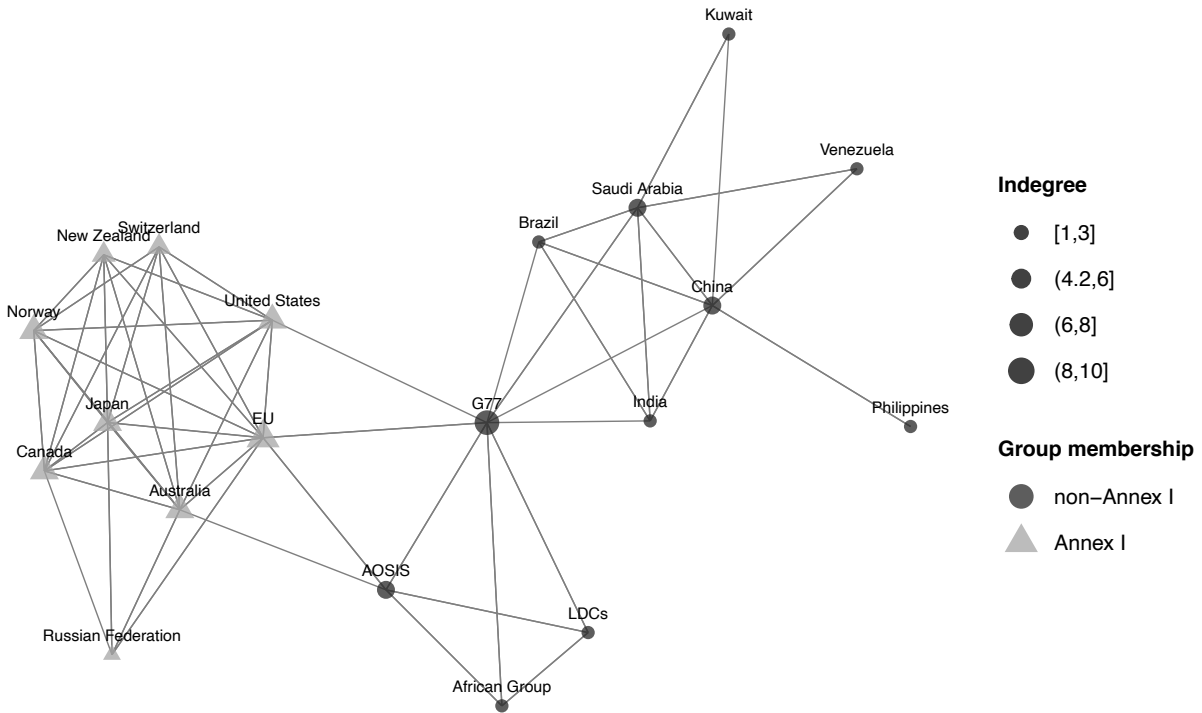 Kuwait
Venezuela
Saudi Arabia
Brazil
New Zealand
Switzerland
China
United States
Norway
G77
India
Japan
EU
Philippines
Canada
Australia
AOSIS
LDCs
Russian Federation
African Group
Indegree
[1,3]
(4.2,6]
(6,8]
(8,10]
Group membership
non−Annex I
Annex I